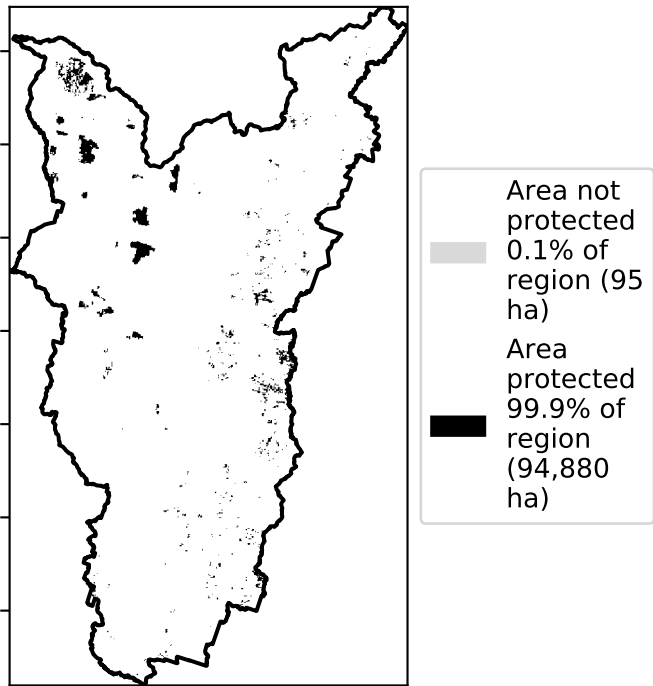 Area not
protected
0.1% of
region (95
ha)
Area
protected
99.9% of
region
(94,880
ha)